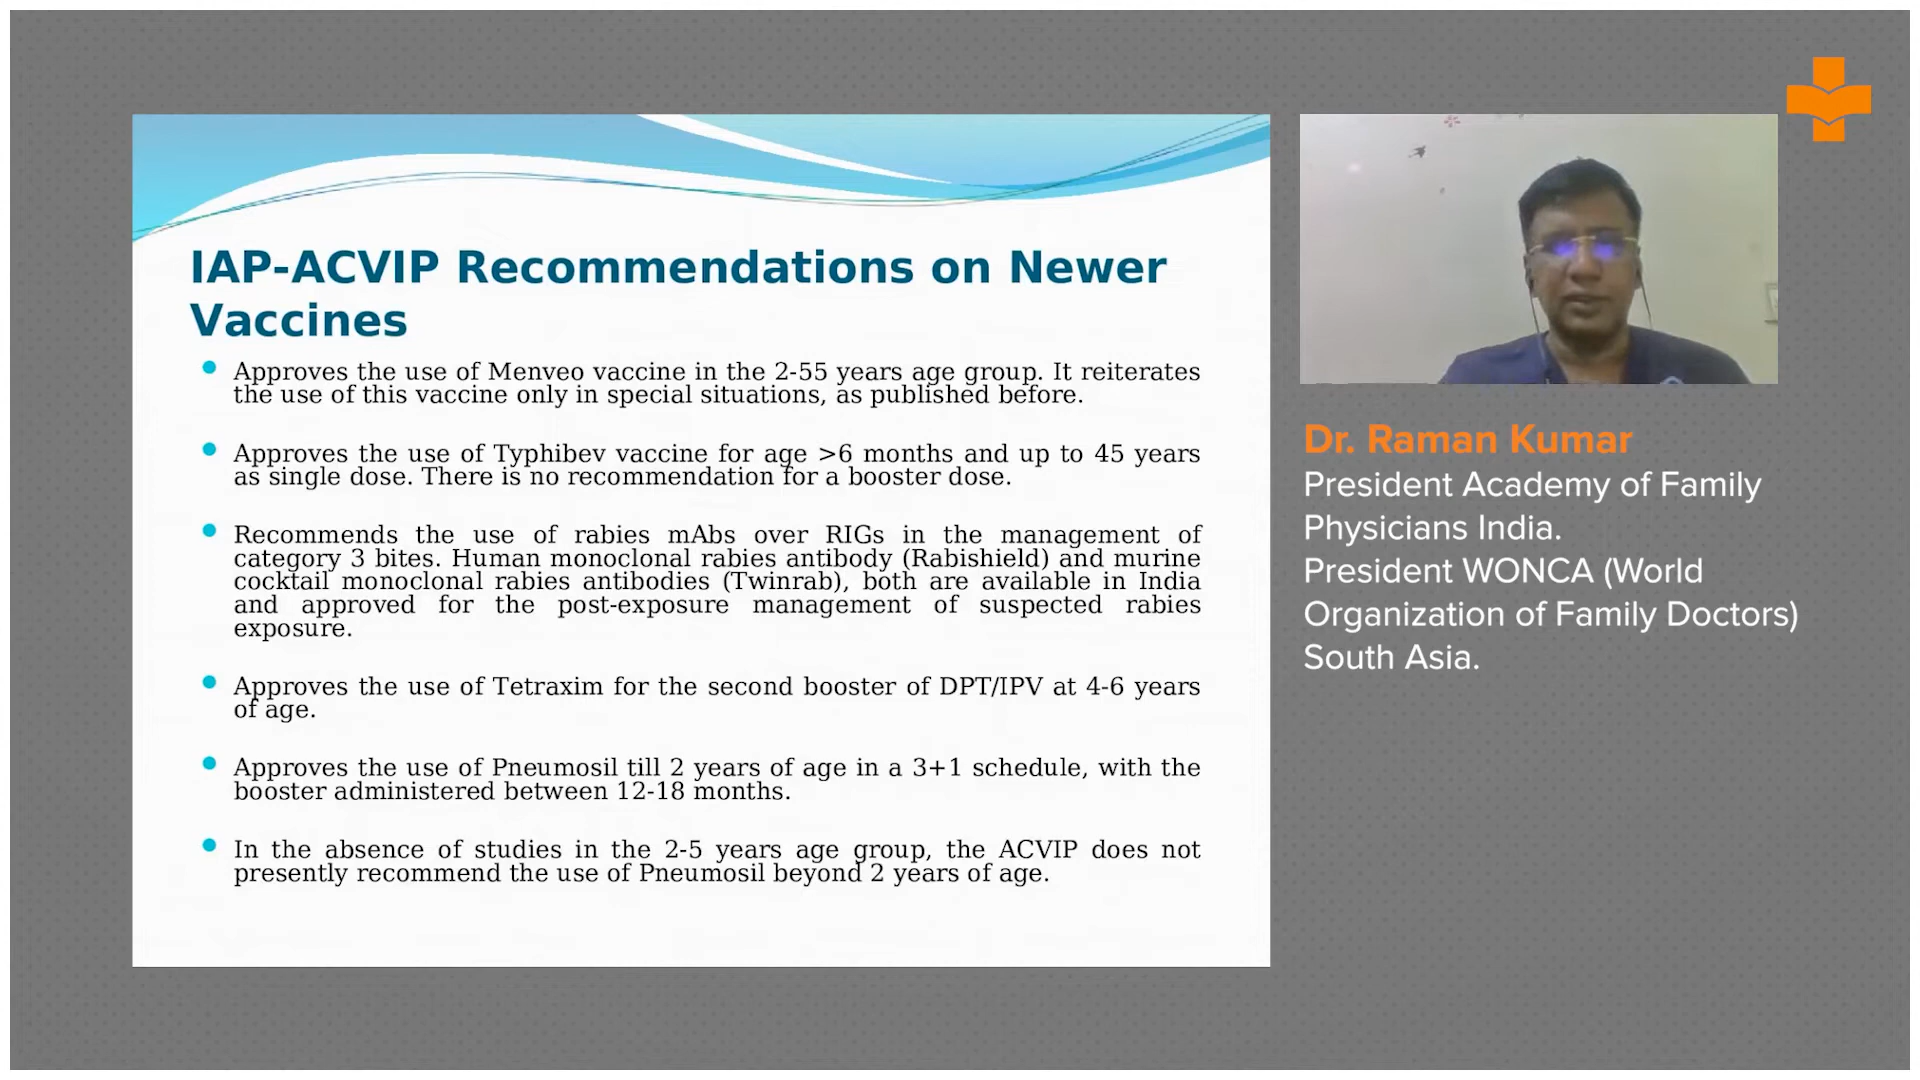 IAP-ACVIP Recommendations on Newer
Vaccines
Approves the use of Menveo vaccine in the 2-55 years age group. It reiterates
the use of this vaccine only in special situations, as published before.
Approves the use of Typhibev vaccine for age >6 months and up to 45 years
as single dose. There is no recommendation for a booster dose.
Recommends the use of rabies mAbs over RIGs in the management of
category 3 bites. Human monoclonal rabies antibody (Rabishield) and murine
cocktail monoclonal rabies antibodies (Twinrab), both are available in India
and approved for the post-exposure management of suspected rabies
exposure.
Approves the use of Tetraxim for the second booster of DPT/IPV at 4-6 years
of age.
Approves the use of Pneumosil till 2 years of age in a 3+1 schedule, with the
booster administered between 12-18 months.
In the absence of studies in the 2-5 years age group, the ACVIP does not
presently recommend the use of Pneumosil beyond 2 years of age.
Dr. Raman Kumar
President Academy of Family
Physicians India.
President WONCA (World
Organization of Family Doctors)
South Asia.